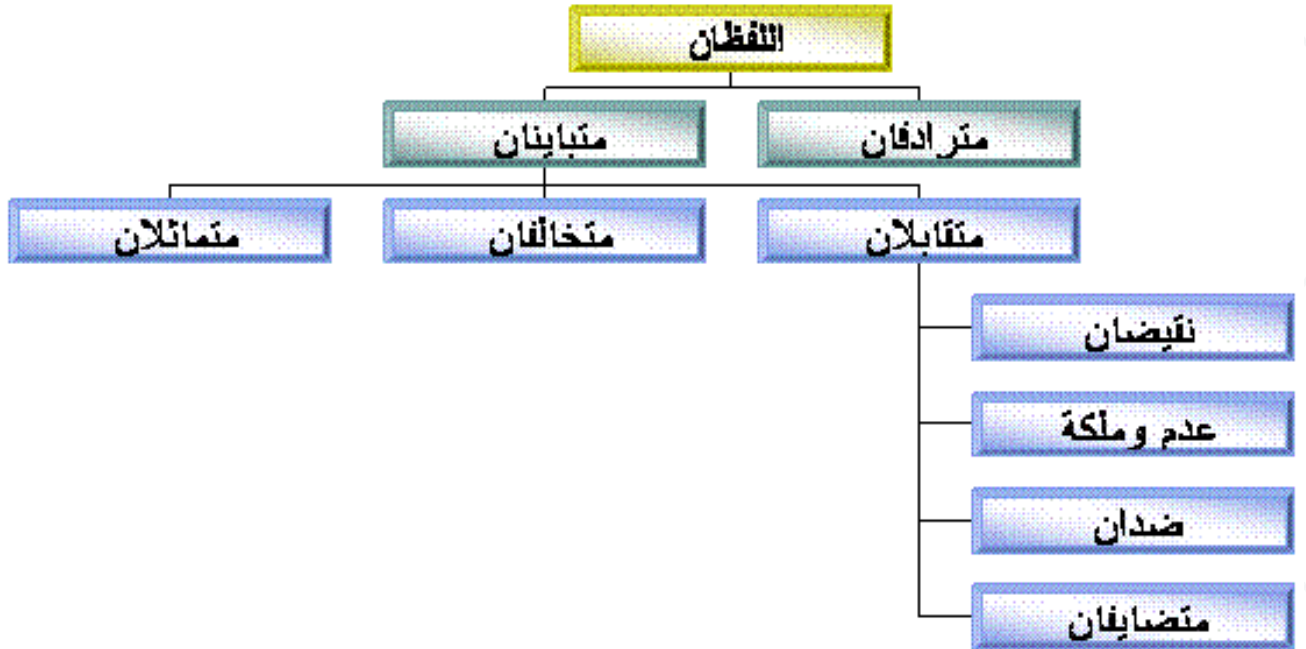 اللفظان
مترادفان
متباينان
متقابلان
متخالفان
متماثلان
نقيضان
عدم وملكة
ضدان
متضايفان